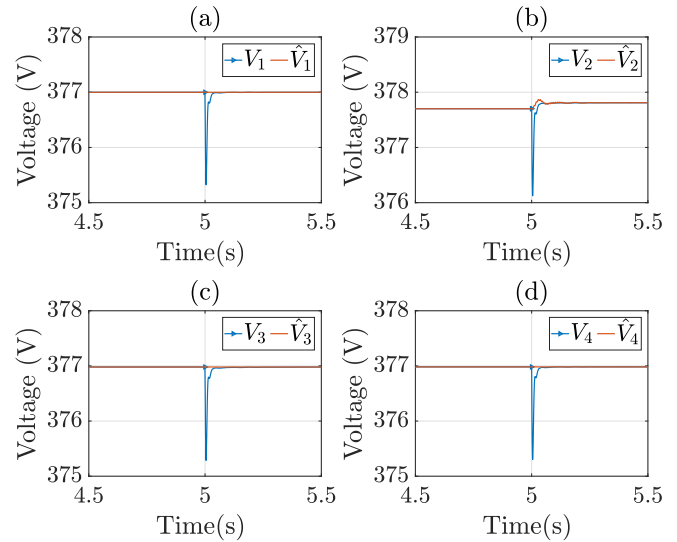 (a)
378
377
376
375
Voltage (V)
V₁ V̂₁
4.5 5 5.5
Time(s)
(b)
379
378
377
376
Voltage (V)
V₂ V̂₂
4.5 5 5.5
Time(s)
(c)
378
377
376
375
Voltage (V)
V₃ V̂₃
4.5 5 5.5
Time(s)
(d)
378
377
376
375
Voltage (V)
V₄ V̂₄
4.5 5 5.5
Time(s)